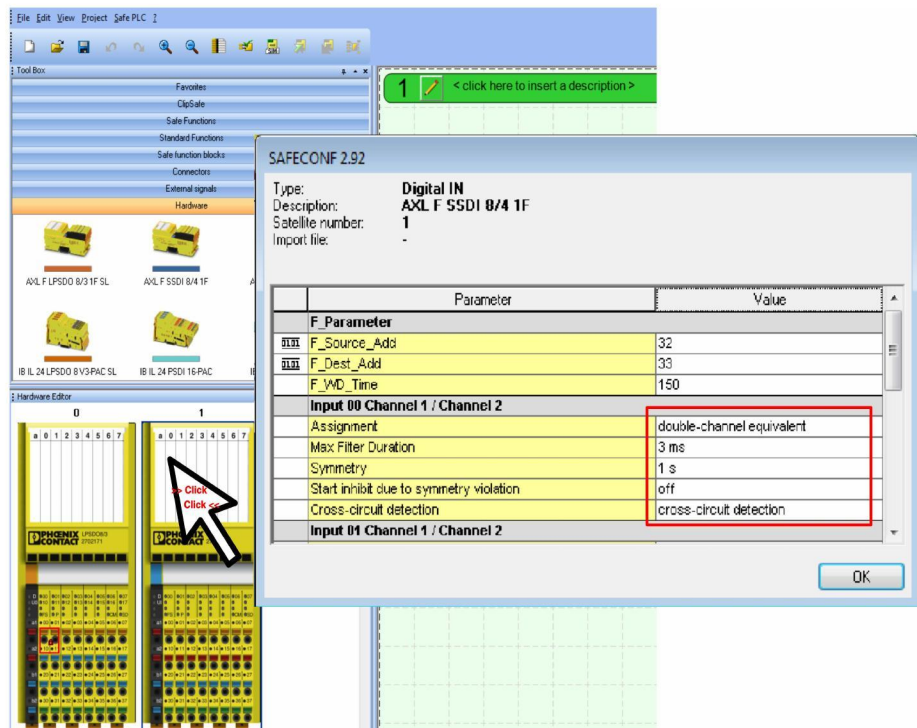 File Edit View Project Safe PLC ?
Tool Box
Favorites
ClipSafe
Safe Functions
Standard Functions
Safe function blocks
Connectors
External signals
Hardware
AXL F LPSDO 8/3 1F SL
AXL F SSDI 8/4 1F
IB IL 24 LPSDO 8 V3-PAC SL
IB IL 24 PSDI 16-PAC
1 < click here to insert a description >
SAFECONF 2.92
Type: Digital IN
Description: AXL F SSDI 8/4 1F
Satellite number: 1
Import file: -
Parameter Value
F_Parameter
F_Source_Add 32
F_Dest_Add 33
F_WD_Time 150
Input 00 Channel 1 / Channel 2
Assignment double-channel equivalent
Max Filter Duration 3 ms
Symmetry 1 s
Start inhibit due to symmetry violation off
Cross-circuit detection cross-circuit detection
Input 01 Channel 1 / Channel 2
OK
Hardware Editor
0 1
a 0 1 2 3 4 5 6 7
a 0 1 2 3 4 5 6 7
>> Click
Click <<
PHOENIX CONTACT LPSDO8/3 2702171
PHOENIX CONTACT